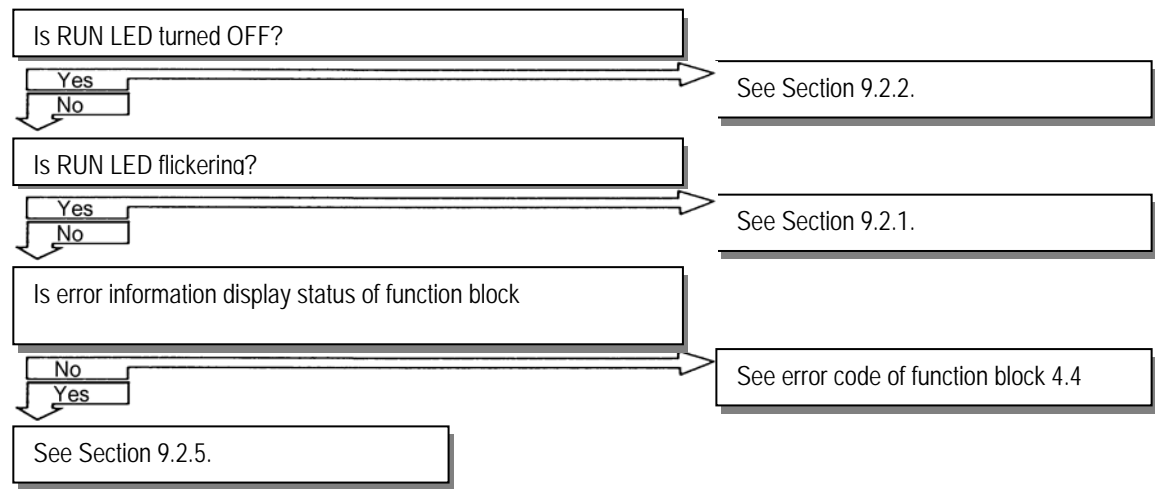 Is RUN LED turned OFF?
Yes
See Section 9.2.2.
No
Is RUN LED flickering?
Yes
See Section 9.2.1.
No
Is error information display status of function block
No
See error code of function block 4.4
Yes
See Section 9.2.5.